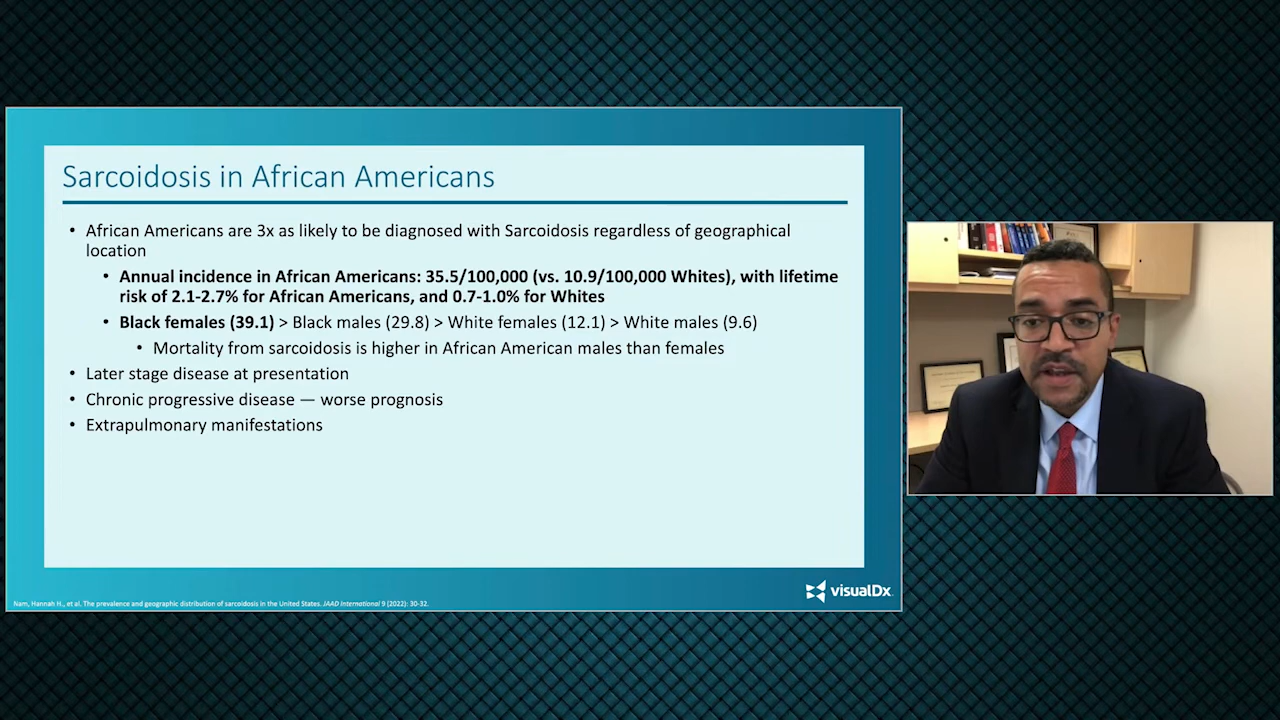 Sarcoidosis in African Americans
• African Americans are 3x as likely to be diagnosed with Sarcoidosis regardless of geographical
location
• Annual incidence in African Americans: 35.5/100,000 (vs. 10.9/100,000 Whites), with lifetime
risk of 2.1-2.7% for African Americans, and 0.7-1.0% for Whites
• Black females (39.1) > Black males (29.8) > White females (12.1) > White males (9.6)
• Mortality from sarcoidosis is higher in African American males than females
• Later stage disease at presentation
• Chronic progressive disease — worse prognosis
• Extrapulmonary manifestations
Nam, Hannah H., et al. The prevalence and geographic distribution of sarcoidosis in the United States. JAAD International 9 (2022): 30-32.
visualDx.